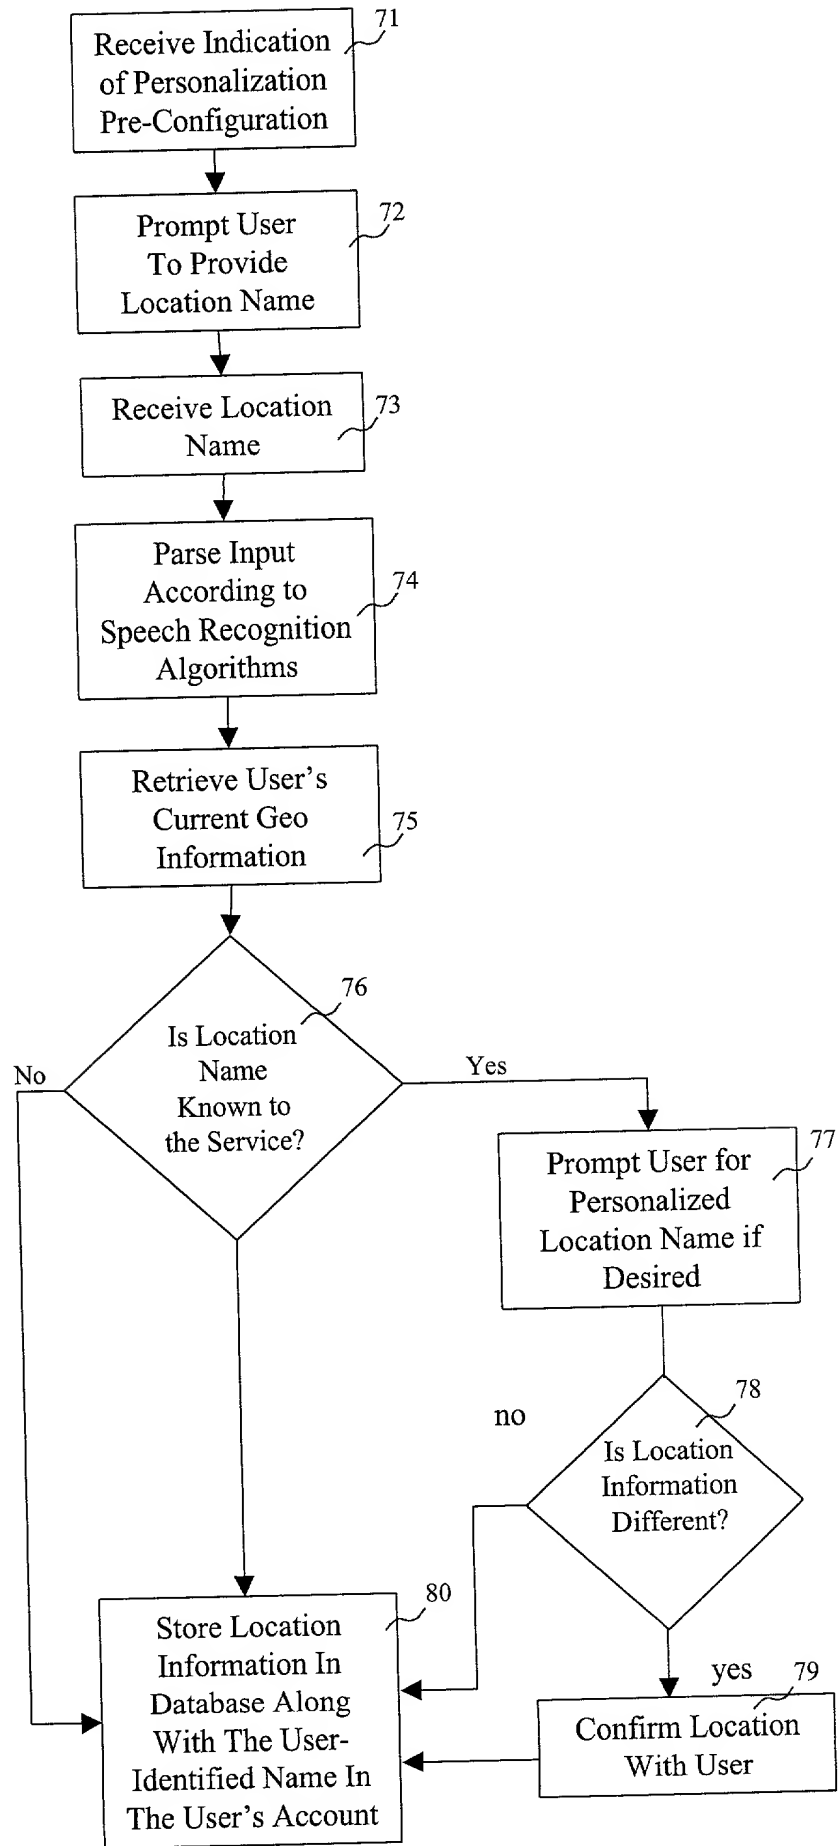 71
Receive Indication
of Personalization
Pre-Configuration
72
Prompt User
To Provide
Location Name
73
Receive Location
Name
74
Parse Input
According to
Speech Recognition
Algorithms
75
Retrieve User's
Current Geo
Information
76
Is Location
Name
Known to
the Service?
No
Yes
77
Prompt User for
Personalized
Location Name if
Desired
78
Is Location
Information
Different?
no
yes
79
Confirm Location
With User
80
Store Location
Information In
Database Along
With The User-
Identified Name In
The User's Account